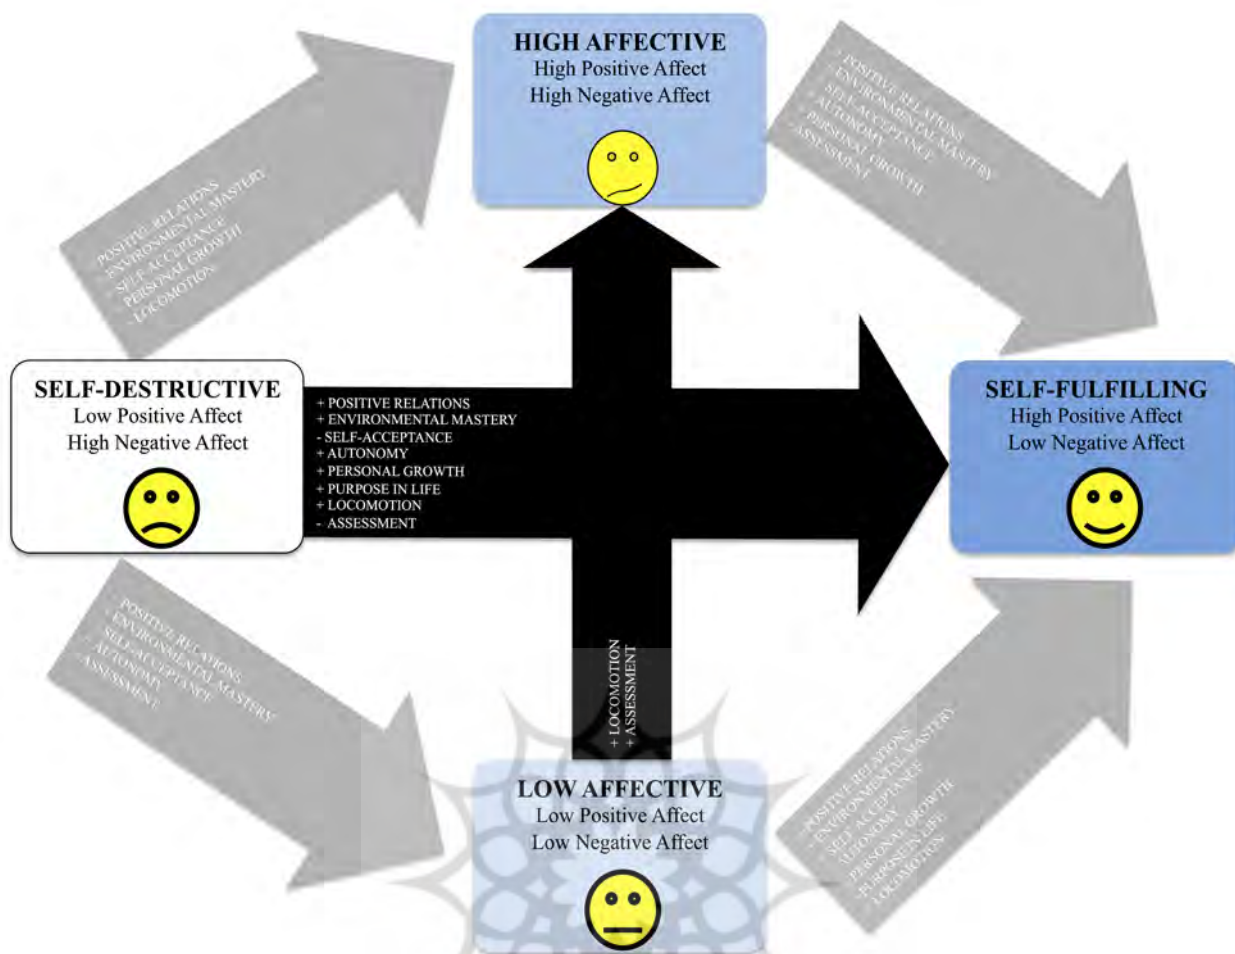 HIGH AFFECTIVE
High Positive Affect
High Negative Affect
POSITIVE RELATIONS
ENVIRONMENTAL MASTERY
- SELF-ACCEPTANCE
- PERSONAL GROWTH
- LOCOMOTION
POSITIVE RELATIONS
ENVIRONMENTAL MASTERY
SELF-ACCEPTANCE
AUTONOMY
PERSONAL GROWTH
- ASSESSMENT
SELF-DESTRUCTIVE
Low Positive Affect
High Negative Affect
+ POSITIVE RELATIONS
+ ENVIRONMENTAL MASTERY
- SELF-ACCEPTANCE
+ AUTONOMY
+ PERSONAL GROWTH
+ PURPOSE IN LIFE
+ LOCOMOTION
- ASSESSMENT
SELF-FULFILLING
High Positive Affect
Low Negative Affect
POSITIVE RELATIONS
- ENVIRONMENTAL MASTERY
SELF-ACCEPTANCE
AUTONOMY
- ASSESSMENT
+ LOCOMOTION
+ ASSESSMENT
POSITIVE RELATIONS
ENVIRONMENTAL MASTERY
SELF ACCEPTANCE
AUTONOMY
PERSONAL GROWTH
-PURPOSE IN LIFE
LOCOMOTION
LOW AFFECTIVE
Low Positive Affect
Low Negative Affect